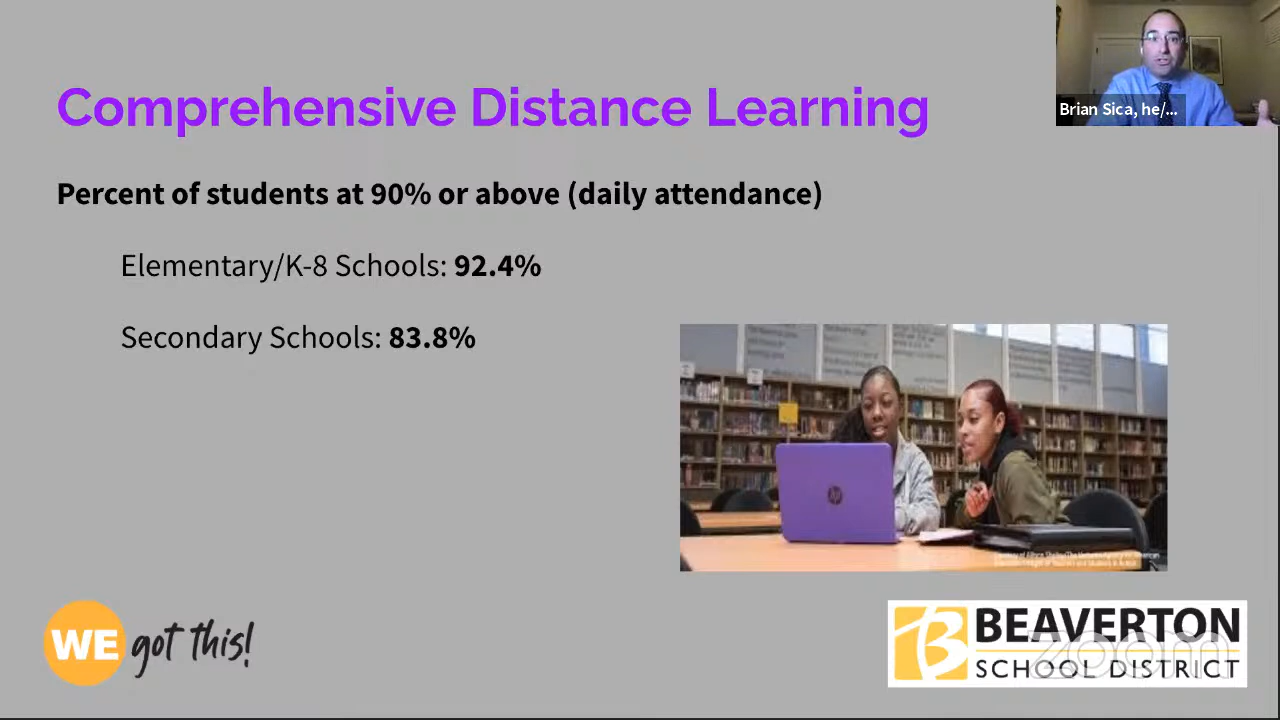 Comprehensive Distance Learning
Brian Sica, he/...
Percent of students at 90% or above (daily attendance)
Elementary/K-8 Schools: 92.4%
Secondary Schools: 83.8%
WE got this!
BEAVERTON
SCHOOL DISTRICT
zoom